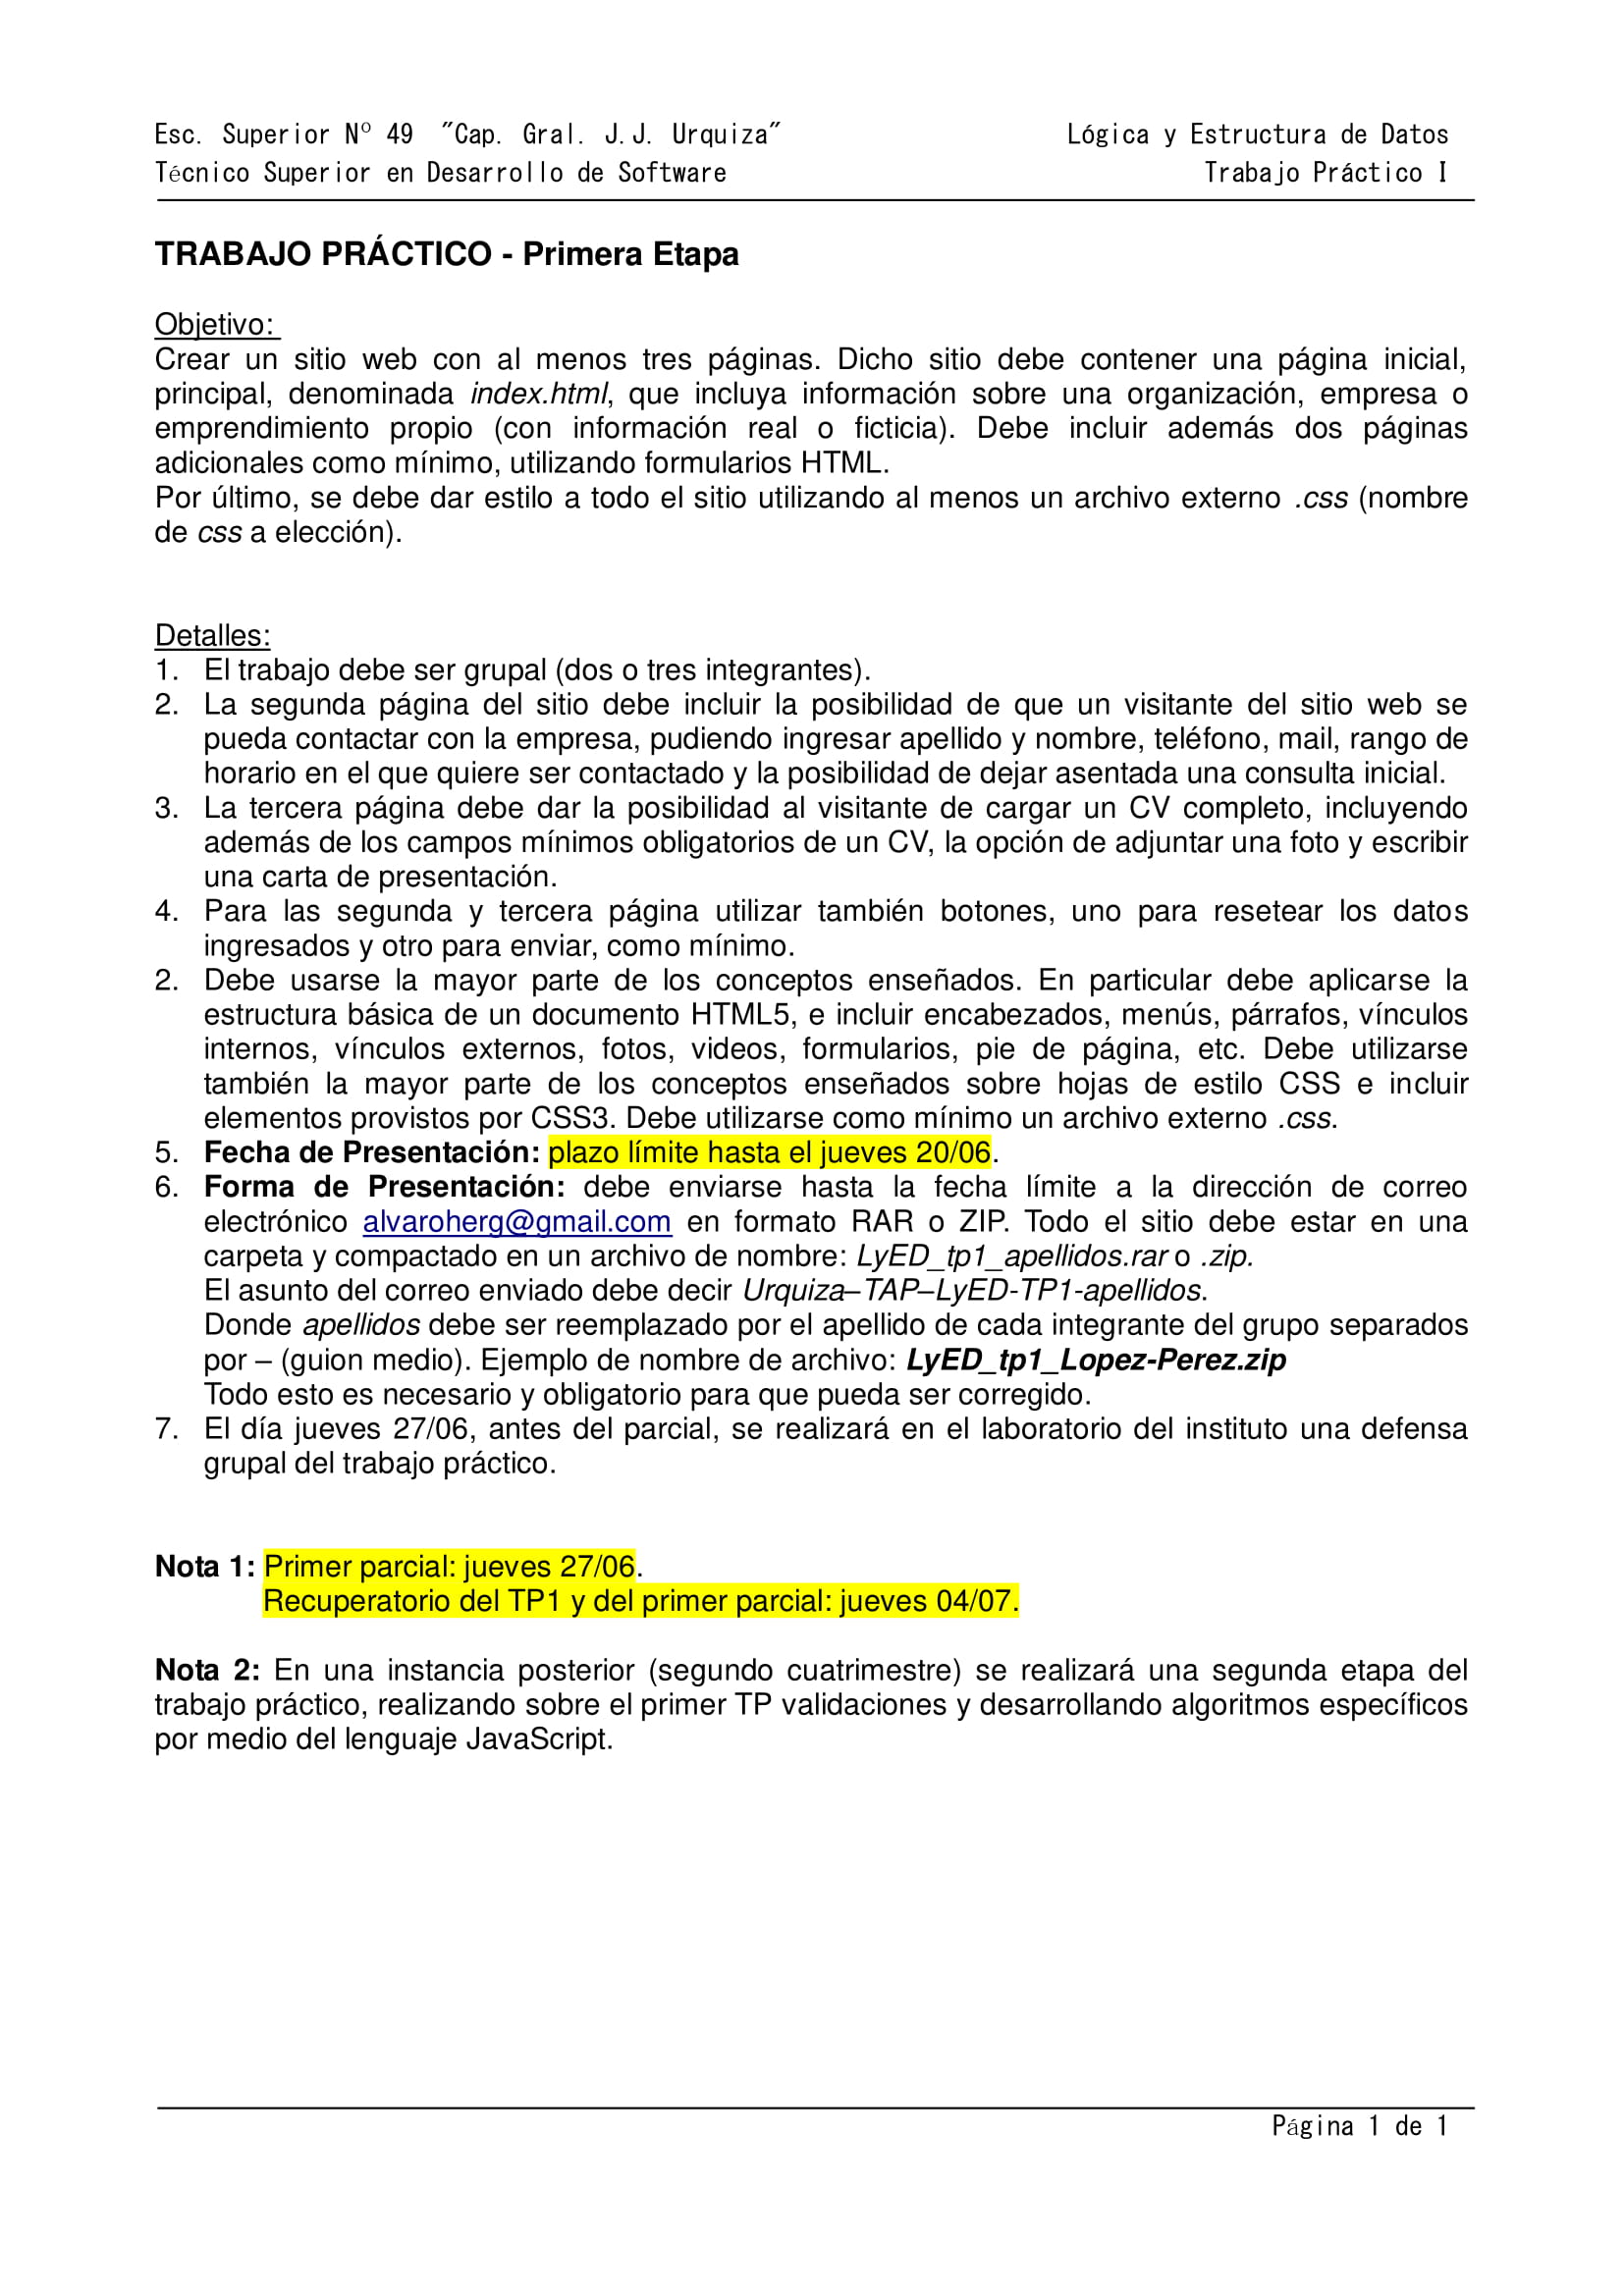 Esc. Superior Nº 49 "Cap. Gral. J.J. Urquiza" Lógica y Estructura de Datos
Técnico Superior en Desarrollo de Software Trabajo Práctico I
TRABAJO PRÁCTICO - Primera Etapa
Objetivo:
Crear un sitio web con al menos tres páginas. Dicho sitio debe contener una página inicial,
principal, denominada index.html, que incluya información sobre una organización, empresa o
emprendimiento propio (con información real o ficticia). Debe incluir además dos páginas
adicionales como mínimo, utilizando formularios HTML.
Por último, se debe dar estilo a todo el sitio utilizando al menos un archivo externo .css (nombre
de css a elección).
Detalles:
1. El trabajo debe ser grupal (dos o tres integrantes).
2. La segunda página del sitio debe incluir la posibilidad de que un visitante del sitio web se
pueda contactar con la empresa, pudiendo ingresar apellido y nombre, teléfono, mail, rango de
horario en el que quiere ser contactado y la posibilidad de dejar asentada una consulta inicial.
3. La tercera página debe dar la posibilidad al visitante de cargar un CV completo, incluyendo
además de los campos mínimos obligatorios de un CV, la opción de adjuntar una foto y escribir
una carta de presentación.
4. Para las segunda y tercera página utilizar también botones, uno para resetear los datos
ingresados y otro para enviar, como mínimo.
2. Debe usarse la mayor parte de los conceptos enseñados. En particular debe aplicarse la
estructura básica de un documento HTML5, e incluir encabezados, menús, párrafos, vínculos
internos, vínculos externos, fotos, videos, formularios, pie de página, etc. Debe utilizarse
también la mayor parte de los conceptos enseñados sobre hojas de estilo CSS e incluir
elementos provistos por CSS3. Debe utilizarse como mínimo un archivo externo .css.
5. Fecha de Presentación: plazo límite hasta el jueves 20/06.
6. Forma de Presentación: debe enviarse hasta la fecha límite a la dirección de correo
electrónico alvaroherg@gmail.com en formato RAR o ZIP. Todo el sitio debe estar en una
carpeta y compactado en un archivo de nombre: LyED_tp1_apellidos.rar o .zip.
El asunto del correo enviado debe decir Urquiza–TAP–LyED-TP1-apellidos.
Donde apellidos debe ser reemplazado por el apellido de cada integrante del grupo separados
por – (guion medio). Ejemplo de nombre de archivo: LyED_tp1_Lopez-Perez.zip
Todo esto es necesario y obligatorio para que pueda ser corregido.
7. El día jueves 27/06, antes del parcial, se realizará en el laboratorio del instituto una defensa
grupal del trabajo práctico.
Nota 1: Primer parcial: jueves 27/06.
Recuperatorio del TP1 y del primer parcial: jueves 04/07.
Nota 2: En una instancia posterior (segundo cuatrimestre) se realizará una segunda etapa del
trabajo práctico, realizando sobre el primer TP validaciones y desarrollando algoritmos específicos
por medio del lenguaje JavaScript.
Página 1 de 1